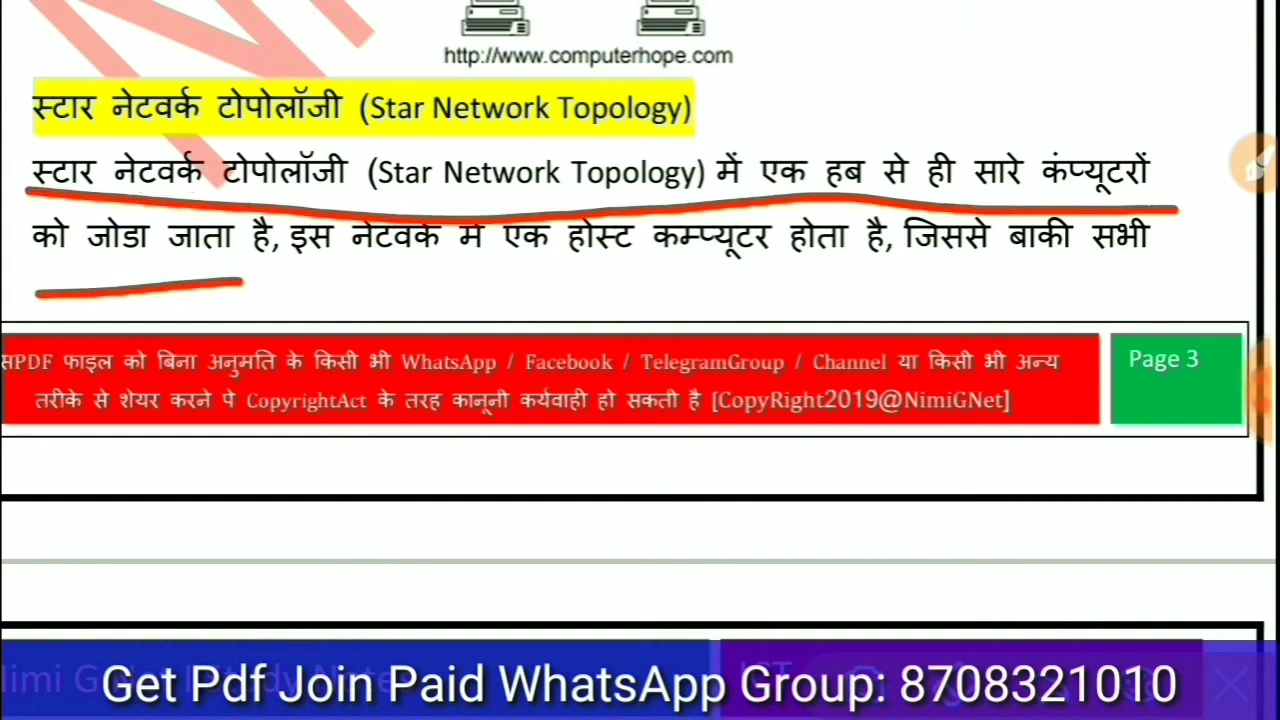 http://www.computerhope.com
स्टार नेटवर्क टोपोलॉजी (Star Network Topology)
स्टार नेटवर्क टोपोलॉजी (Star Network Topology) में एक हब से ही सारे कंप्यूटरों
को जोडा जाता है, इस नेटवर्क में एक होस्ट कम्प्यूटर होता है, जिससे बाकी सभी
PDF फाइल को बिना अनुमति के किसी भी WhatsApp / Facebook / TelegramGroup / Channel या किसी भी अन्य
तरीके से शेयर करने पे CopyrightAct के तरह कानूनी कर्यवाही हो सकती है [CopyRight2019@NimiGNet]
Page 3
Get Pdf Join Paid WhatsApp Group: 8708321010